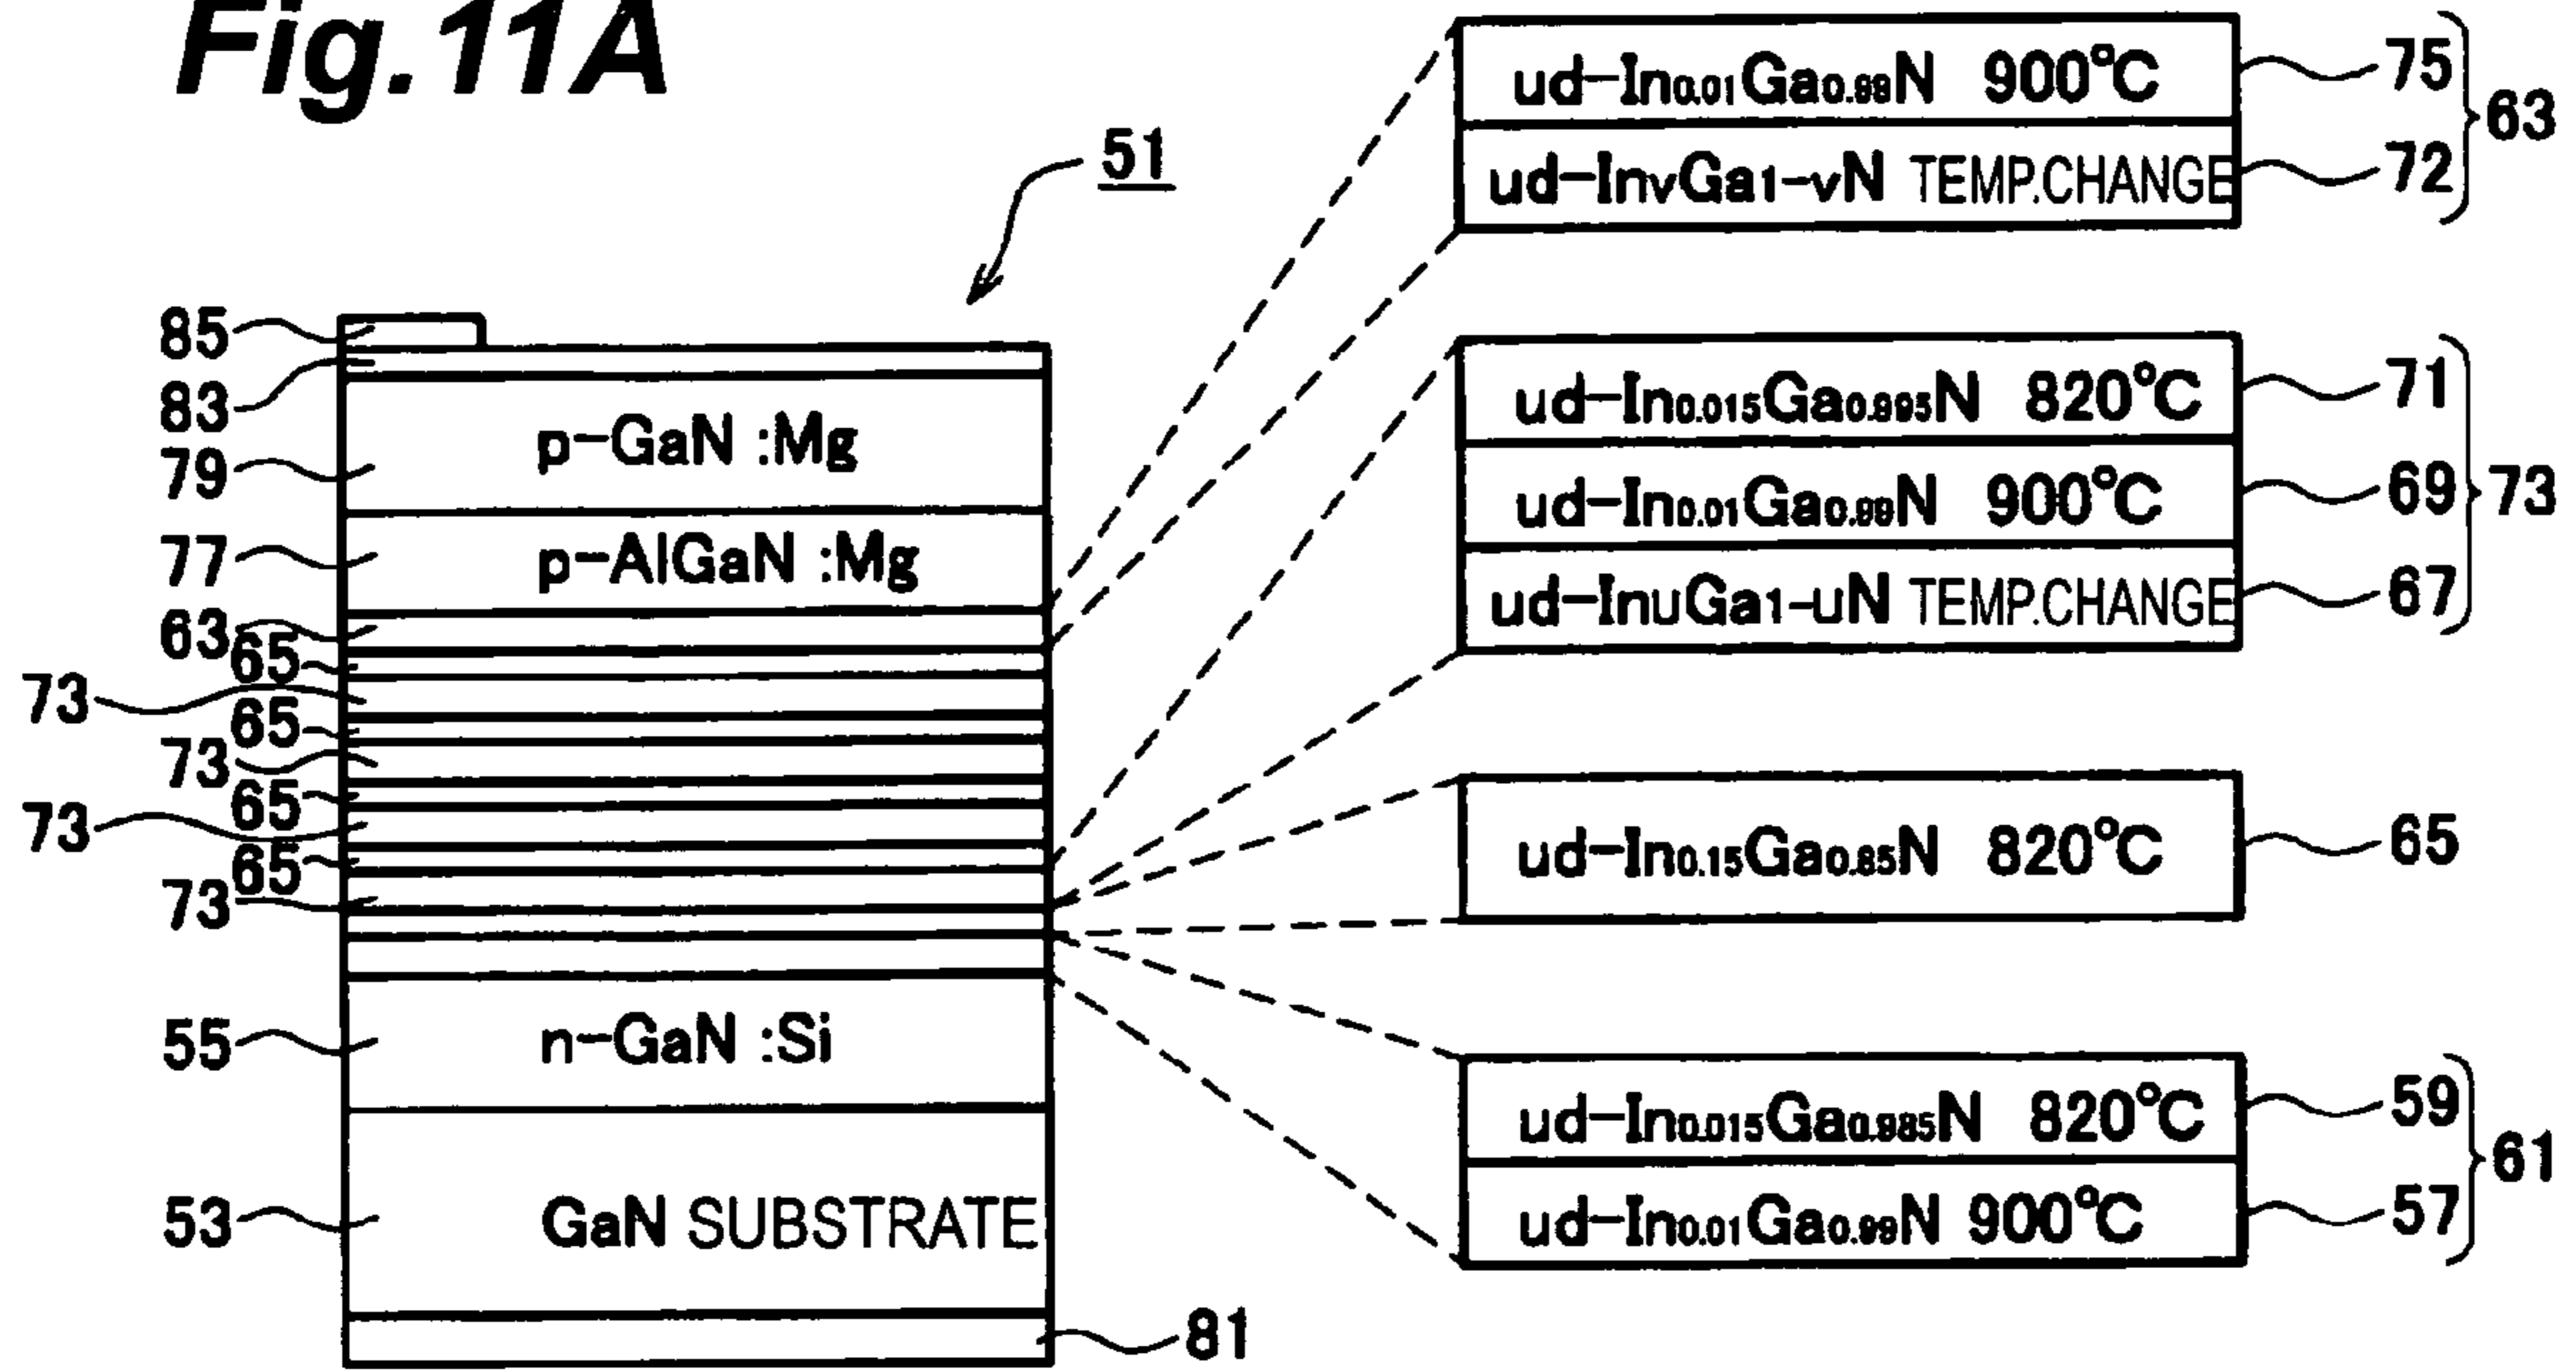 Fig.11A
51
85
83
79
77
63
65
73
65
73
65
73
65
73
55
53
81
p-GaN :Mg
p-AlGaN :Mg
n-GaN :Si
GaN SUBSTRATE
ud-In0.01Ga0.99N 900℃ 75
ud-InvGa1-vN TEMP.CHANGE 72
63
ud-In0.015Ga0.995N 820℃ 71
ud-In0.01Ga0.99N 900℃ 69
ud-InuGa1-uN TEMP.CHANGE 67
73
ud-In0.15Ga0.85N 820℃ 65
ud-In0.015Ga0.985N 820℃ 59
ud-In0.01Ga0.99N 900℃ 57
61